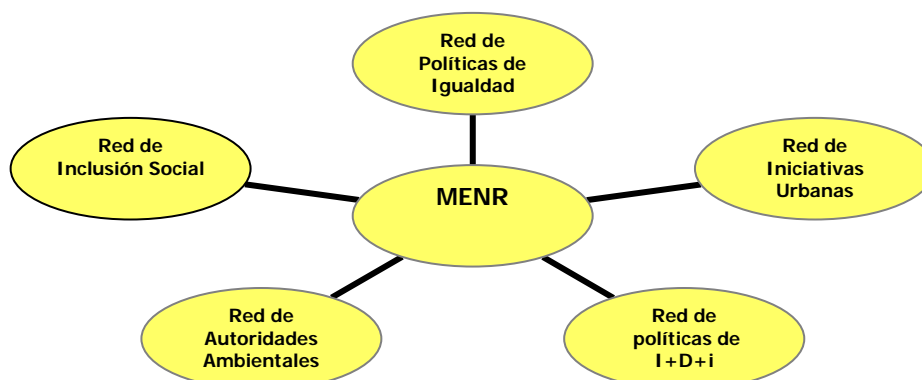 Red de
Políticas de
Igualdad
Red de
Inclusión Social
Red de
Iniciativas
Urbanas
MENR
Red de
Autoridades
Ambientales
Red de
políticas de
I+D+i